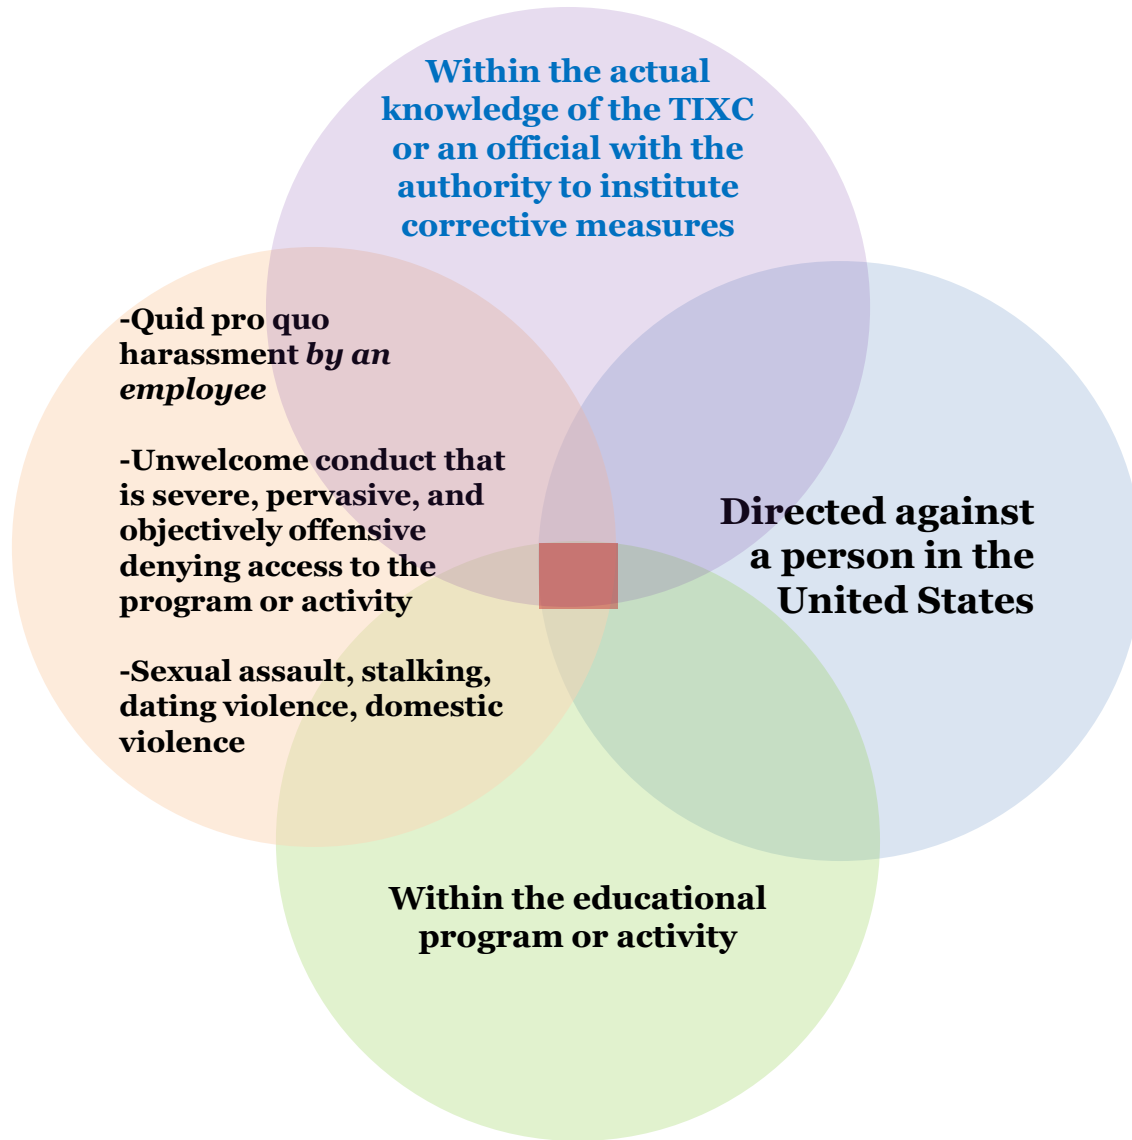 Within the actual
knowledge of the TIXC
or an official with the
authority to institute
corrective measures
-Quid pro quo
harassment by an
employee
-Unwelcome conduct that
is severe, pervasive, and
objectively offensive
denying access to the
program or activity
-Sexual assault, stalking,
dating violence, domestic
violence
Directed against
a person in the
United States
Within the educational
program or activity